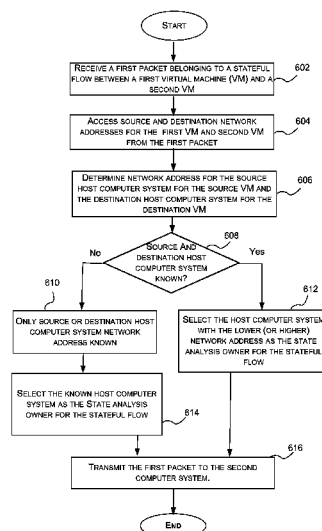 START
RECEIVE A FIRST PACKET BELONGING TO A STATEFUL
FLOW BETWEEN A FIRST VIRTUAL MACHINE (VM) AND A
SECOND VM
602
ACCESS SOURCE AND DESTINATION NETWORK
ADDRESSES FOR THE FIRST VM AND SECOND VM
FROM THE FIRST PACKET
604
DETERMINE NETWORK ADDRESS FOR THE SOURCE
HOST COMPUTER SYSTEM FOR THE SOURCE VM AND
THE DESTINATION HOST COMPUTER SYSTEM FOR THE
DESTINATION VM
606
SOURCE AND
DESTINATION HOST
COMPUTER SYSTEM
KNOWN?
608
No
Yes
610
ONLY SOURCE OR DESTINATION HOST
COMPUTER SYSTEM NETWORK
ADDRESS KNOWN
612
SELECT THE HOST COMPUTER SYSTEM
WITH THE LOWER (OR HIGHER)
NETWORK ADDRESS AS THE STATE
ANALYSIS OWNER FOR THE STATEFUL
FLOW
SELECT THE KNOWN HOST COMPUTER
SYSTEM AS THE STATE ANALYSIS
OWNER FOR THE STATEFUL FLOW
614
TRANSMIT THE FIRST PACKET TO THE SECOND
COMPUTER SYSTEM.
616
END